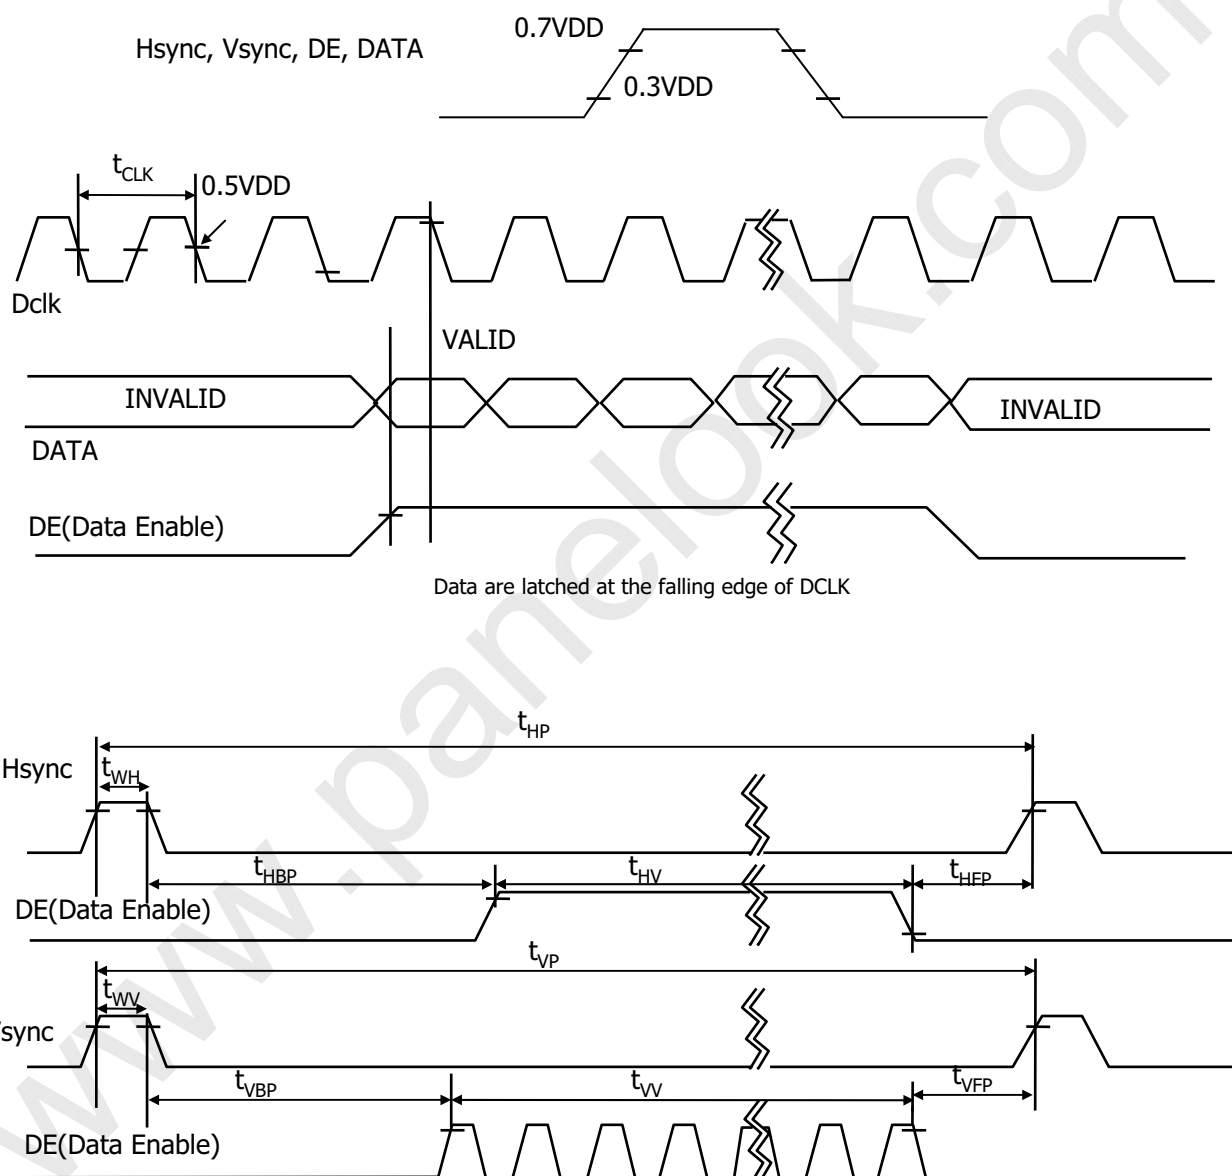 0.7VDD
Hsync, Vsync, DE, DATA
0.3VDD
tCLK
0.5VDD
Dclk
VALID
INVALID
INVALID
DATA
DE(Data Enable)
Data are latched at the falling edge of DCLK
tHP
Hsync
tWH
tHBP
tHV
tHFP
DE(Data Enable)
tVP
tWV
Vsync
tVBP
tVV
tVFP
DE(Data Enable)
www.panelook.com